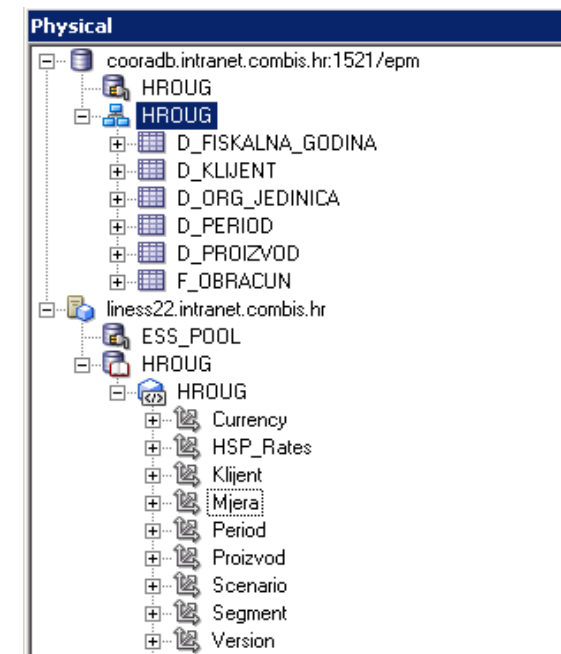 Physical
cooradb.intranet.combis.hr:1521/epm
HROUG
HROUG
D_FISKALNA_GODINA
D_KLIJENT
D_ORG_JEDINICA
D_PERIOD
D_PROIZVOD
F_OBRACUN
liness22.intranet.combis.hr
ESS_POOL
HROUG
HROUG
Currency
HSP_Rates
Klijent
Mjera
Period
Proizvod
Scenario
Segment
Version